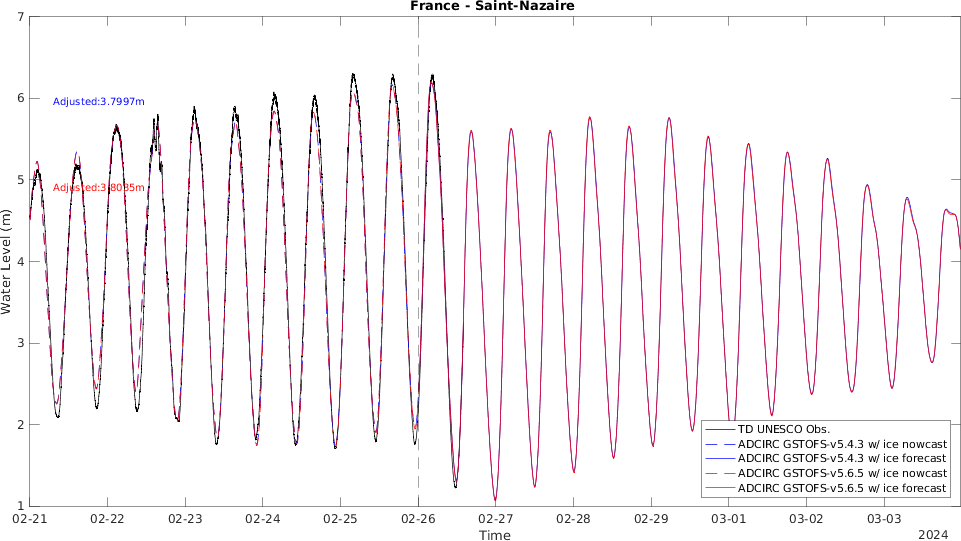 France - Saint-Nazaire
7
6
5
4
3
2
1
Water Level (m)
Adjusted:3.7997m
Adjusted:3.8085m
TD UNESCO Obs.
ADCIRC GSTOFS-v5.4.3 w/ ice nowcast
ADCIRC GSTOFS-v5.4.3 w/ ice forecast
ADCIRC GSTOFS-v5.6.5 w/ ice nowcast
ADCIRC GSTOFS-v5.6.5 w/ ice forecast
02-21 02-22 02-23 02-24 02-25 02-26 02-27 02-28 02-29 03-01 03-02 03-03
Time
2024